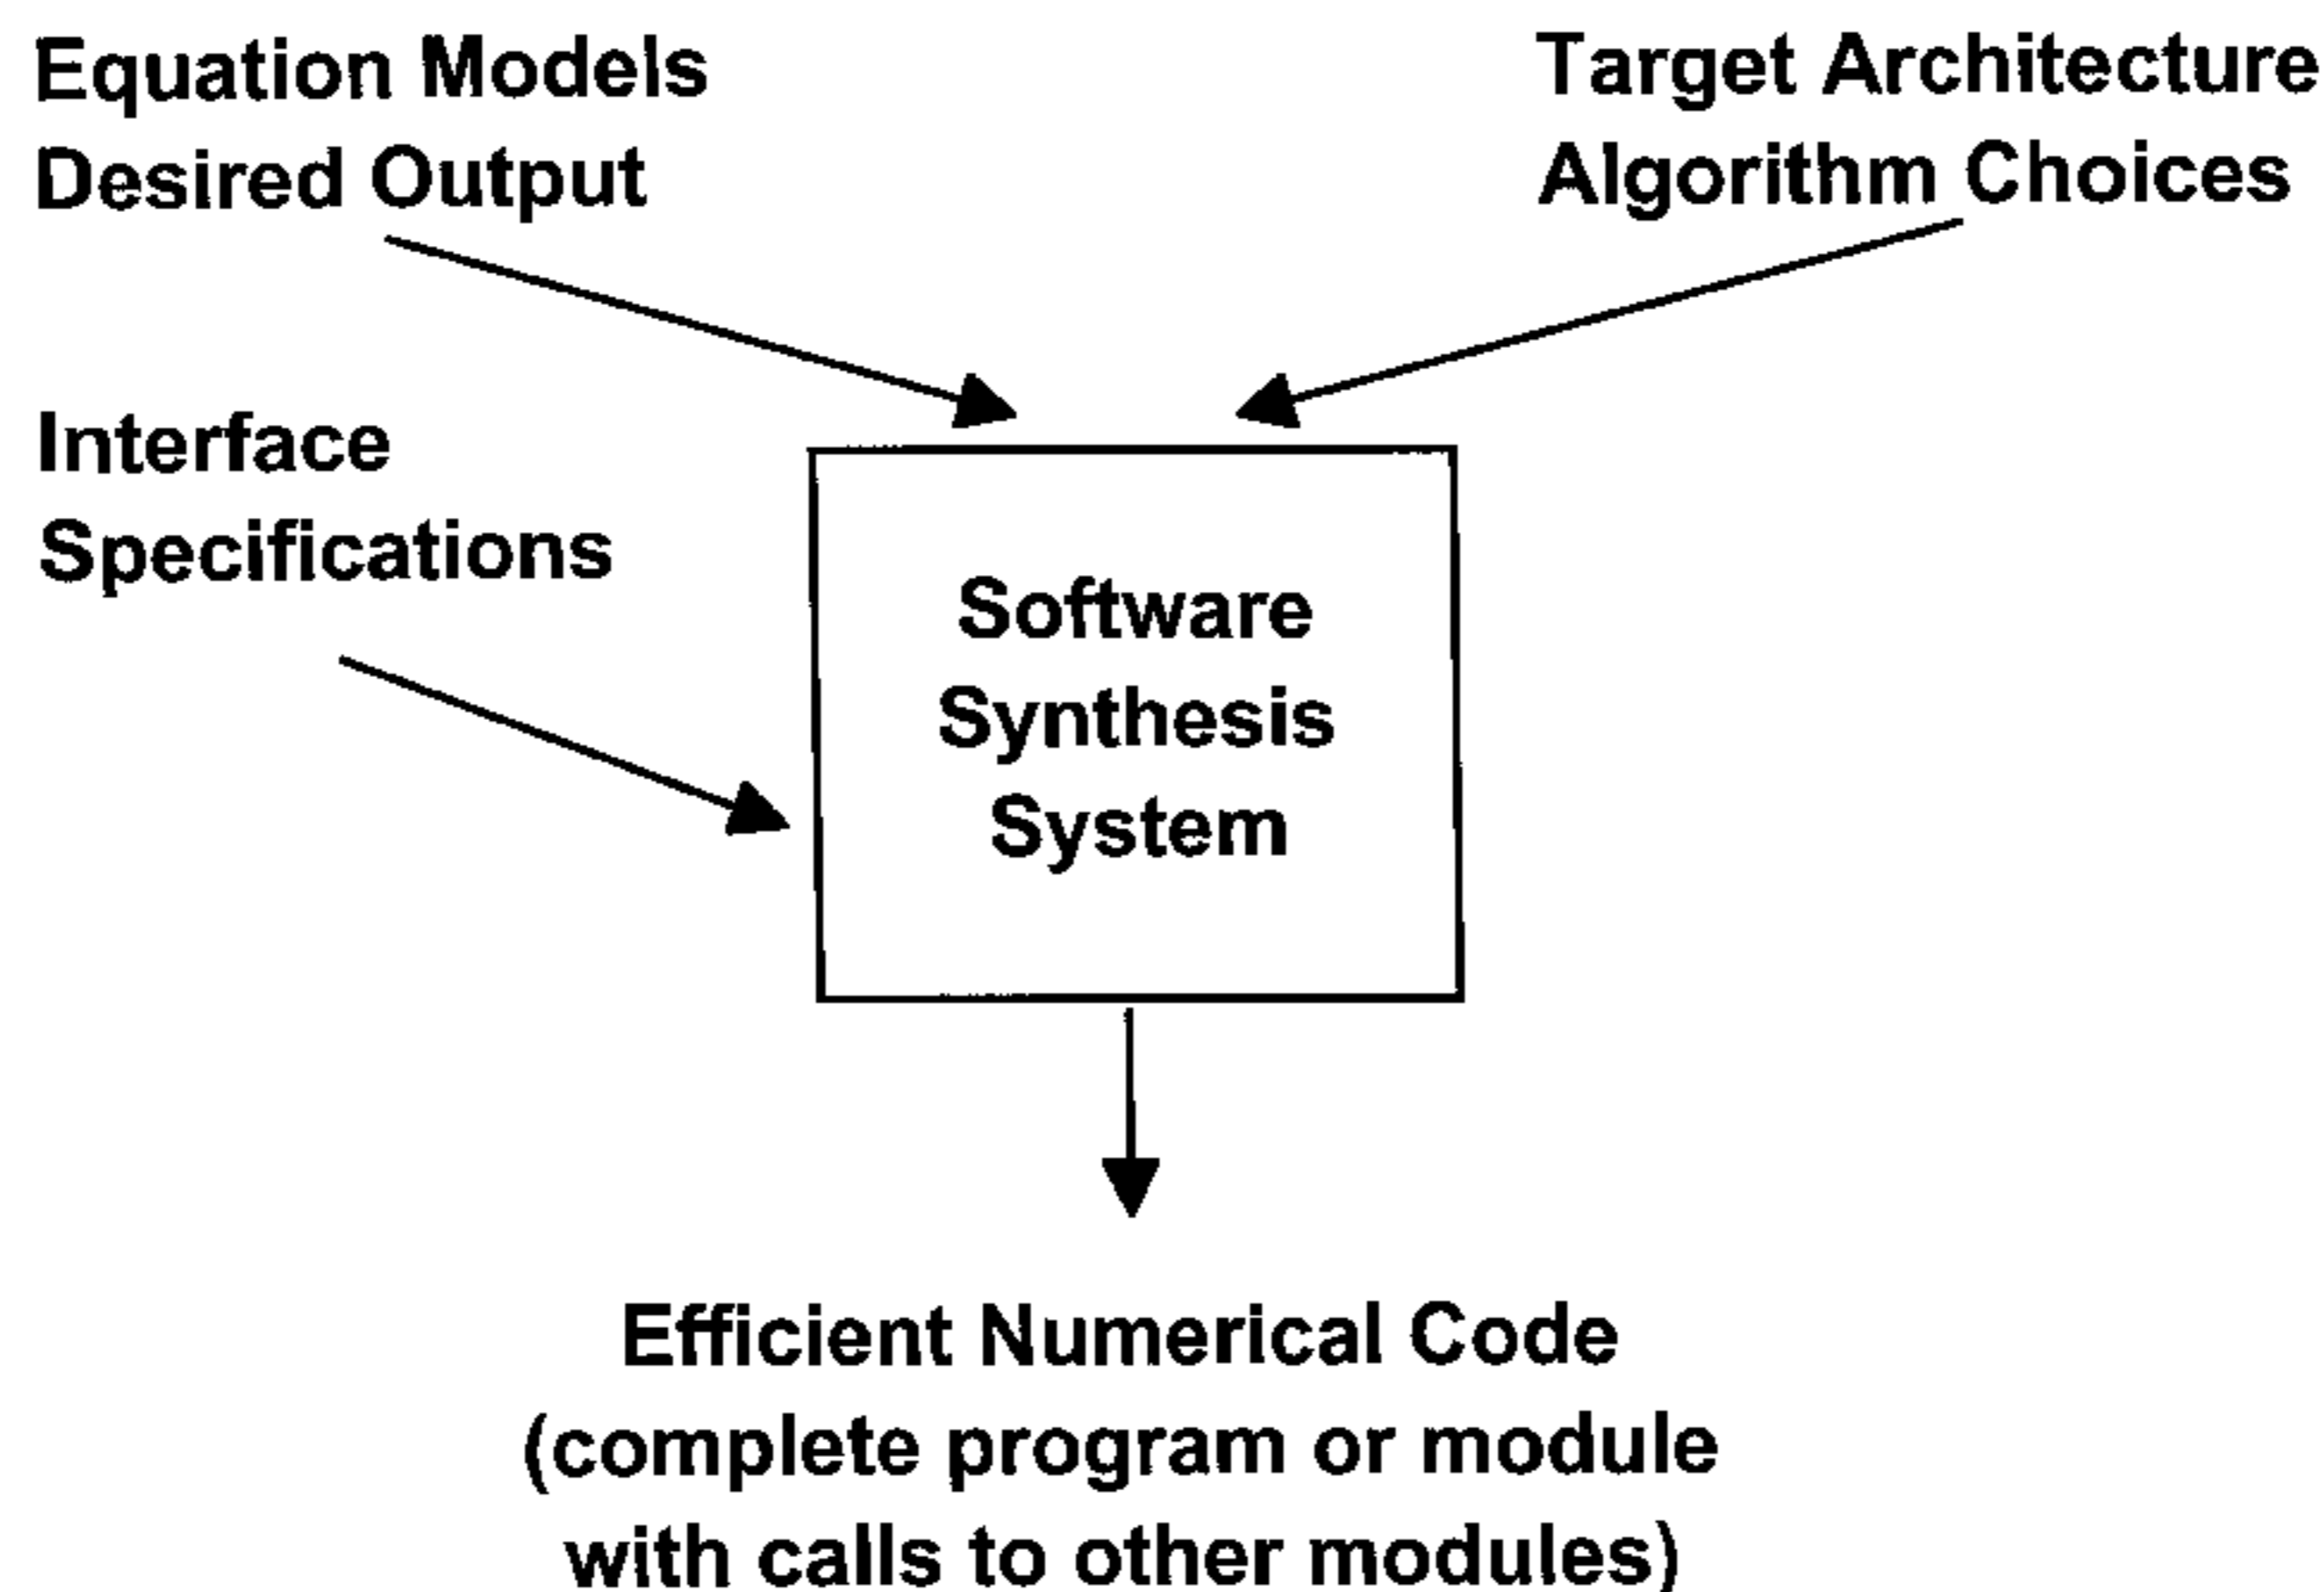 Equation Models
Desired Output
Target Architecture
Algorithm Choices
Interface
Specifications
Software
Synthesis
System
Efficient Numerical Code
(complete program or module
with calls to other modules)